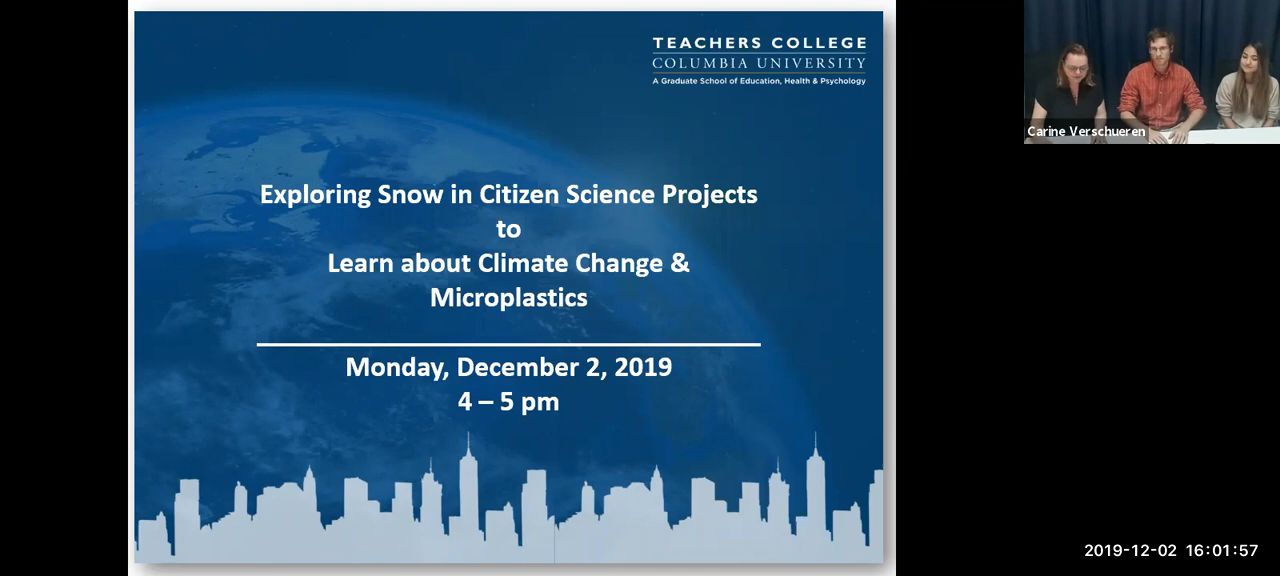 TEACHERS COLLEGE
COLUMBIA UNIVERSITY
A Graduate School of Education, Health & Psychology
Exploring Snow in Citizen Science Projects
to
Learn about Climate Change &
Microplastics
Monday, December 2, 2019
4 – 5 pm
Carine Verschueren
2019-12-02 16:01:57